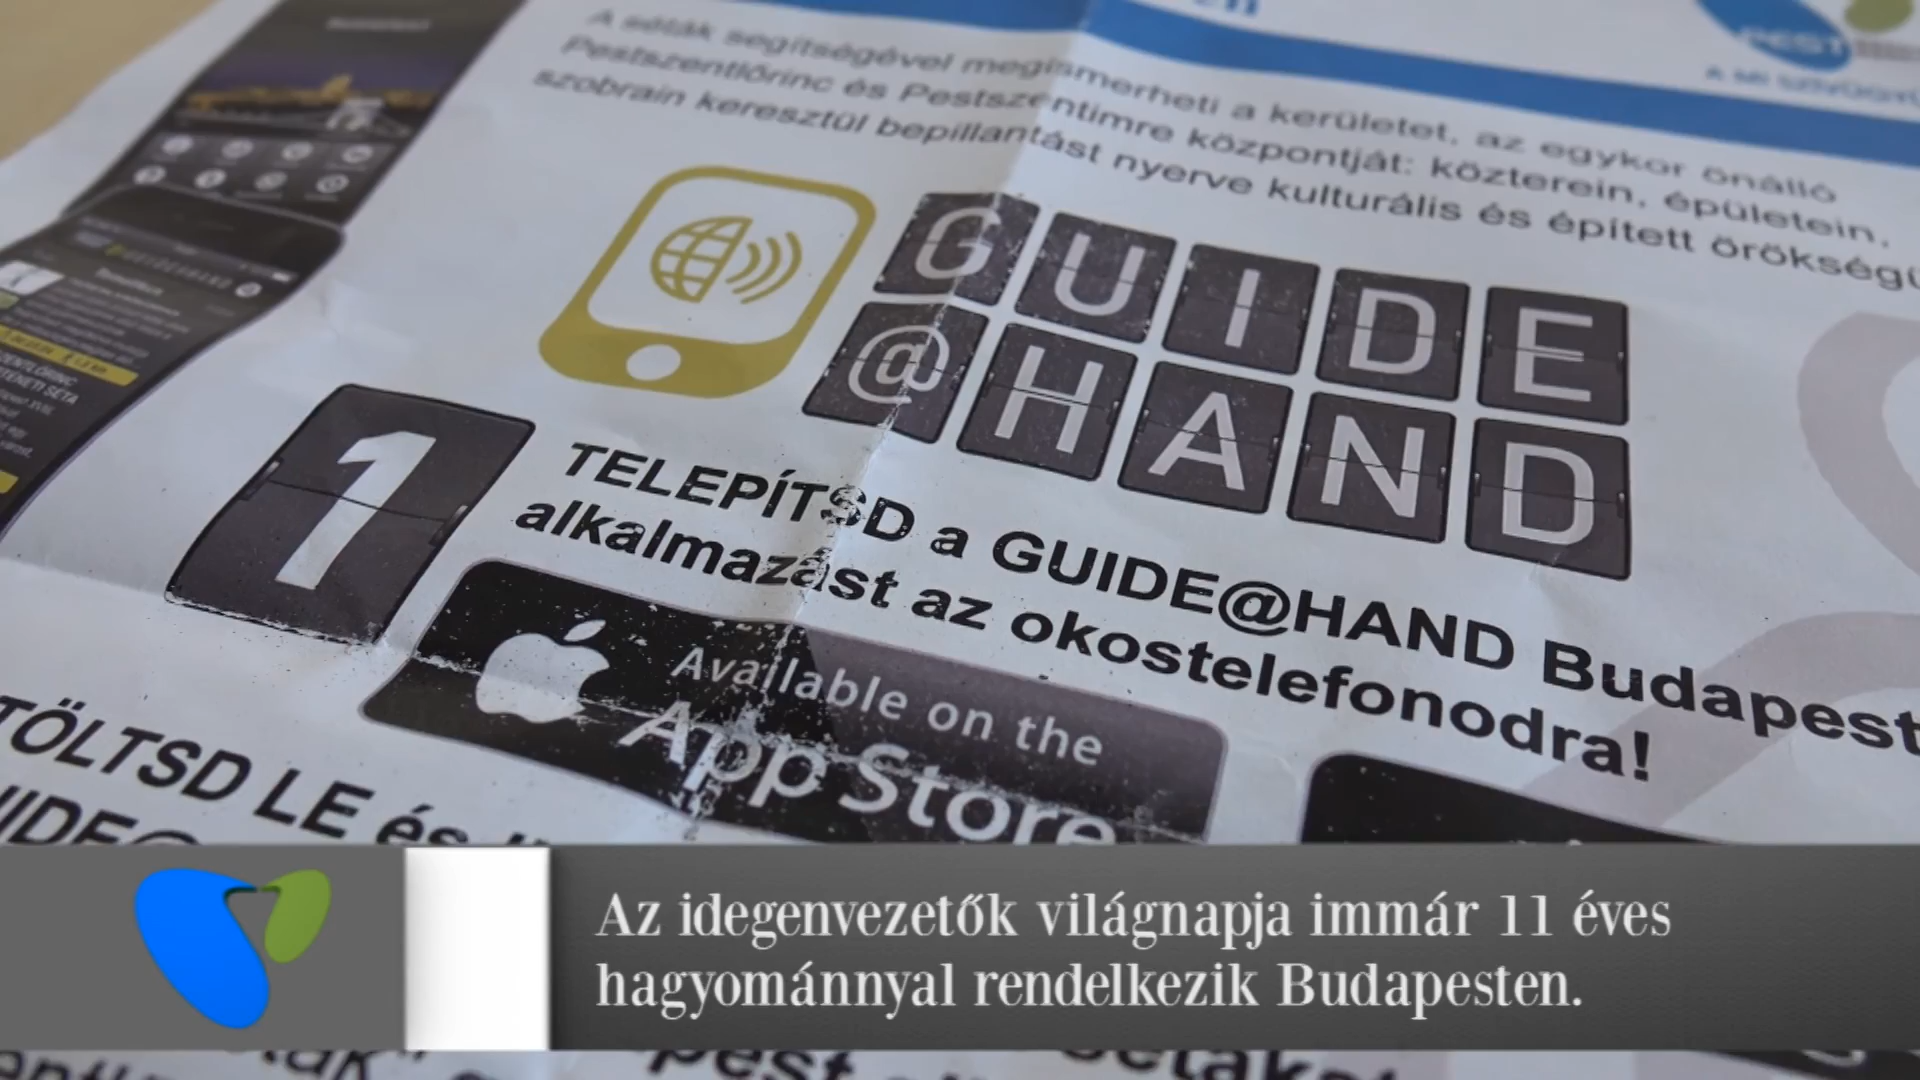 A séták segítségével megismerheti a kerületet, az egykor önálló
Pestszentlőrinc és Pestszentimre központját: közterein, épületein,
szobrain keresztül bepillantást nyerve kulturális és épített örökségü
PEST
GUIDE
@HAND
1
TELEPÍTSD a GUIDE@HAND Budapest
alkalmazást az okostelefonodra!
Available on the
App Store
TÖLTSD LE és
Az idegenvezetők világnapja immár 11 éves
hagyománnyal rendelkezik Budapesten.